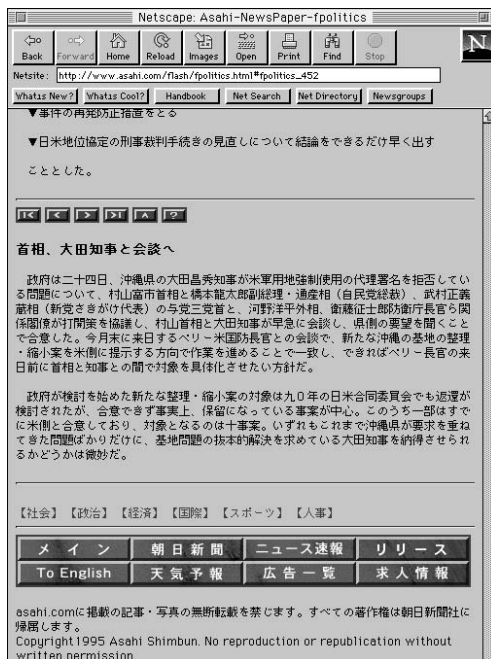 Netscape: Asahi-NewsPaper-fpolitics
Back Forward Home Reload Images Open Print Find Stop
N
Netsite: http://www.asahi.com/flash/fpolitics.html#fpolitics_452
What's New? What's Cool? Handbook Net Search Net Directory Newsgroups
▼事件の再発防止措置をとる
▼日米地位協定の刑事裁判手続きの見直しについて結論をできるだけ早く出す
こととした。
首相、大田知事と会談へ
政府は二十四日、沖縄県の大田昌秀知事が米軍用地強制使用の代理署名を拒否してい
る問題について、村山富市首相と橋本龍太郎副総理・通産相（自民党総裁）、武村正義
蔵相（新党さきがけ代表）の与党三党首と、河野洋平外相、衛藤征士郎防衛庁長官ら関
係閣僚が打開策を協議し、村山首相と大田知事が早急に会談し、県側の要望を聞くこと
で合意した。今月末に来日するペリー米国防長官との会談で、新たな沖縄の基地の整理
・縮小案を米側に提示する方向で作業を進めることで一致し、できればペリー長官の来
日前に首相と知事との間で対象を具体化させたい方針だ。
政府が検討を始めた新たな整理・縮小案の対象は九０年の日米合同委員会でも返還が
検討されたが、合意できず事実上、保留になっている事案が中心。このうち一部はすで
に米側と合意しており、対象となるのは十事案。いずれもこれまで沖縄県が要求を重ね
てきた問題ばかりだけに、基地問題の抜本的解決を求めている大田知事を納得させられ
るかどうかは微妙だ。
【社会】 【政治】 【経済】 【国際】 【スポーツ】 【人事】
メイン 朝日新聞 ニュース速報 リリース
To English 天気予報 広告一覧 求人情報
asahi.comに掲載の記事・写真の無断転載を禁じます。すべての著作権は朝日新聞社に
帰属します。
Copyright 1995 Asahi Shimbun. No reproduction or republication without
written permission.